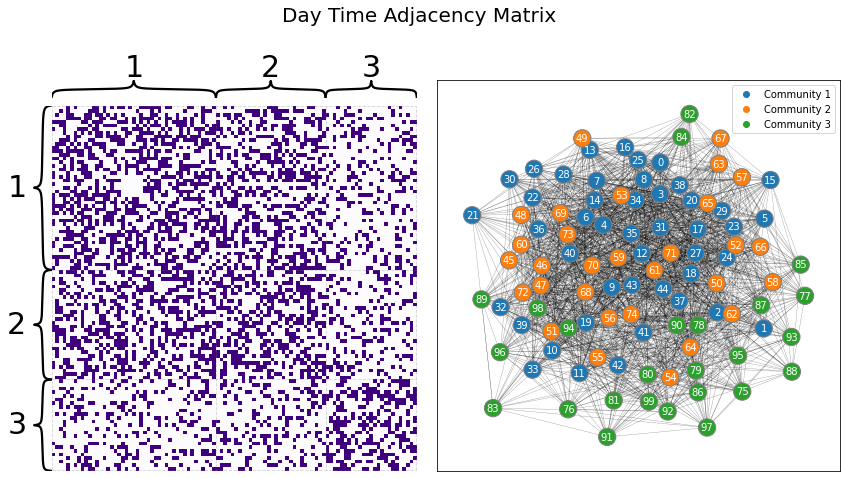 Day Time Adjacency Matrix
1 2 3
1
2
3
Community 1
Community 2
Community 3
82
84 67
49 16
13 25 0 63
26 28 8 57
30 7 38 15
22 14 53 34 3 20 65
21 48 69 6 29 5
36 73 4 35 31 17 23
60 40 12 71 27 52 66
45 46 70 59 61 18 24 85
72 47 68 9 43 44 50 58 77
89 32 98 37 87
39 51 94 19 56 74 41 90 78 2 62 1 93
96 10 55 64 95
33 11 42 80 54 79 88
83 76 81 99 92 86 75
91 97